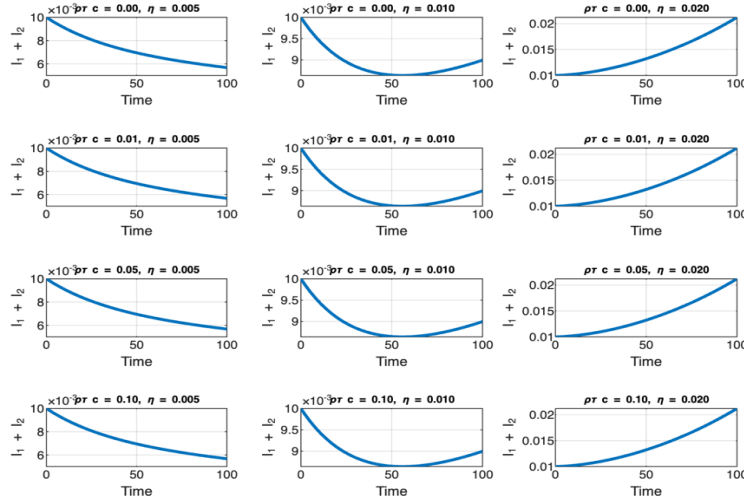 ×10⁻³ ρτ c = 0.00, η = 0.005
10
8
6
0 50 100
Time
I₁ + I₂
×10⁻³ ρτ c = 0.00, η = 0.010
10
9.5
9
0 50 100
Time
I₁ + I₂
ρτ c = 0.00, η = 0.020
0.02
0.015
0.01
0 50 100
Time
I₁ + I₂
×10⁻³ ρτ c = 0.01, η = 0.005
10
8
6
0 50 100
Time
I₁ + I₂
×10⁻³ ρτ c = 0.01, η = 0.010
10
9.5
9
0 50 100
Time
I₁ + I₂
ρτ c = 0.01, η = 0.020
0.02
0.015
0.01
0 50 100
Time
I₁ + I₂
×10⁻³ ρτ c = 0.05, η = 0.005
10
8
6
0 50 100
Time
I₁ + I₂
×10⁻³ ρτ c = 0.05, η = 0.010
10
9.5
9
0 50 100
Time
I₁ + I₂
ρτ c = 0.05, η = 0.020
0.02
0.015
0.01
0 50 100
Time
I₁ + I₂
×10⁻³ ρτ c = 0.10, η = 0.005
10
8
6
0 50 100
Time
I₁ + I₂
×10⁻³ ρτ c = 0.10, η = 0.010
10
9.5
9
0 50 100
Time
I₁ + I₂
ρτ c = 0.10, η = 0.020
0.02
0.015
0.01
0 50 100
Time
I₁ + I₂